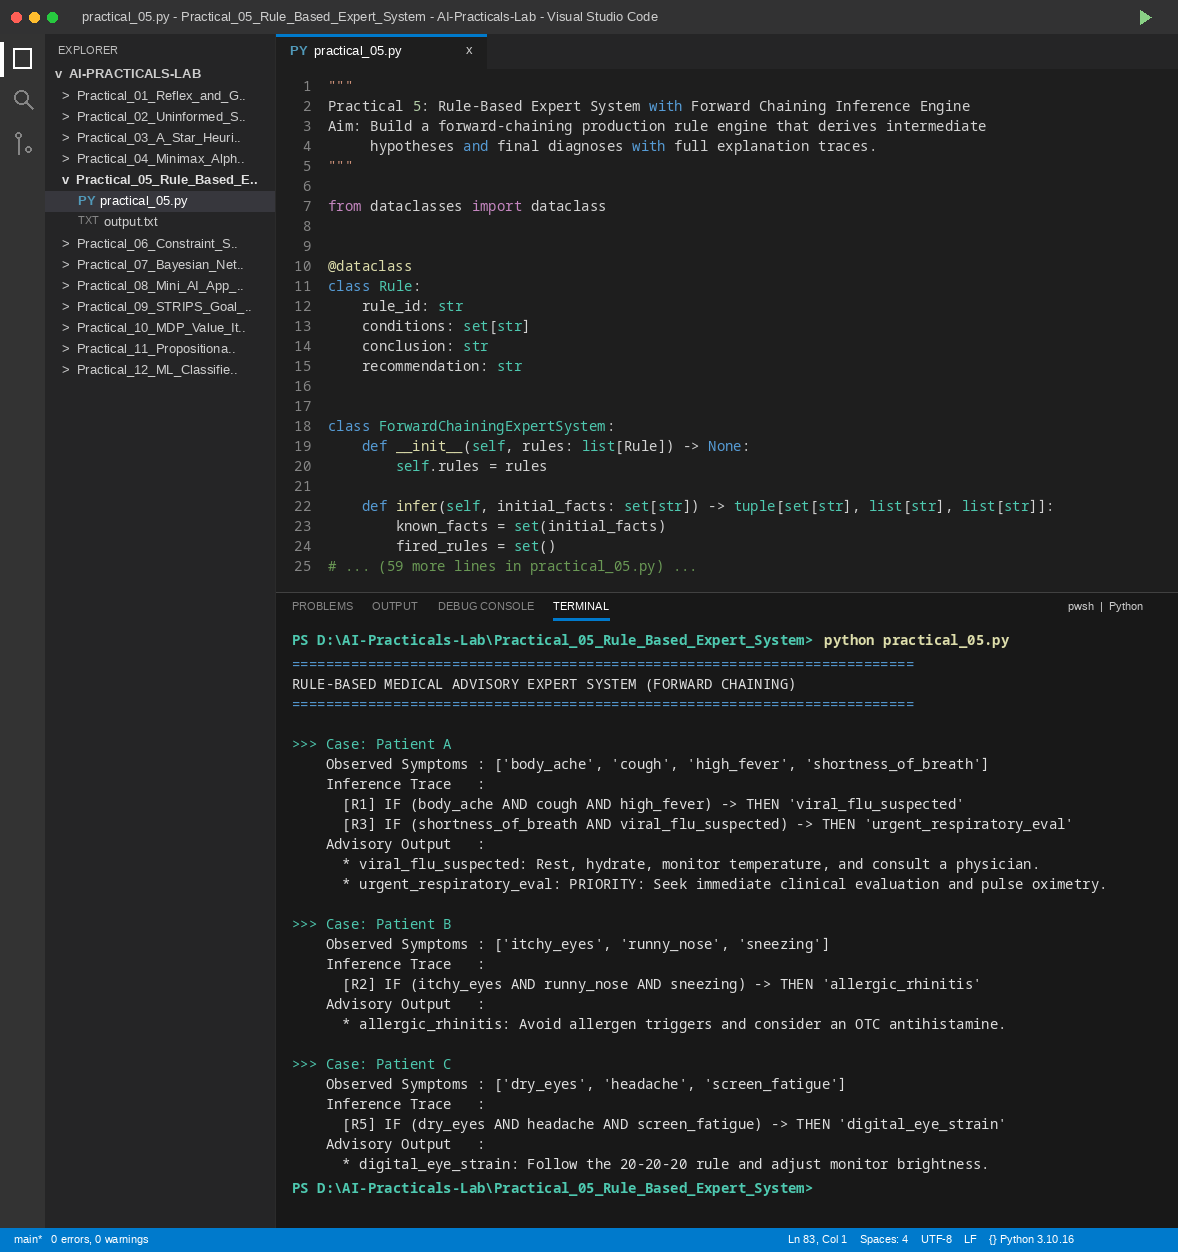 practical_05.py - Practical_05_Rule_Based_Expert_System - AI-Practicals-Lab - Visual Studio Code
EXPLORER
v AI-PRACTICALS-LAB
> Practical_01_Reflex_and_G..
> Practical_02_Uninformed_S..
> Practical_03_A_Star_Heuri..
> Practical_04_Minimax_Alph..
v Practical_05_Rule_Based_E..
PY practical_05.py
TXT output.txt
> Practical_06_Constraint_S..
> Practical_07_Bayesian_Net..
> Practical_08_Mini_AI_App_..
> Practical_09_STRIPS_Goal_..
> Practical_10_MDP_Value_It..
> Practical_11_Propositiona..
> Practical_12_ML_Classifie..
PY practical_05.py x
1 """
2 Practical 5: Rule-Based Expert System with Forward Chaining Inference Engine
3 Aim: Build a forward-chaining production rule engine that derives intermediate
4      hypotheses and final diagnoses with full explanation traces.
5 """
6
7 from dataclasses import dataclass
8
9
10 @dataclass
11 class Rule:
12     rule_id: str
13     conditions: set[str]
14     conclusion: str
15     recommendation: str
16
17
18 class ForwardChainingExpertSystem:
19     def __init__(self, rules: list[Rule]) -> None:
20         self.rules = rules
21
22     def infer(self, initial_facts: set[str]) -> tuple[set[str], list[str], list[str]]:
23         known_facts = set(initial_facts)
24         fired_rules = set()
25 # ... (59 more lines in practical_05.py) ...
PROBLEMS OUTPUT DEBUG CONSOLE TERMINAL pwsh | Python
PS D:\AI-Practicals-Lab\Practical_05_Rule_Based_Expert_System> python practical_05.py
==========================================================================
RULE-BASED MEDICAL ADVISORY EXPERT SYSTEM (FORWARD CHAINING)
==========================================================================
>>> Case: Patient A
    Observed Symptoms : ['body_ache', 'cough', 'high_fever', 'shortness_of_breath']
    Inference Trace   :
      [R1] IF (body_ache AND cough AND high_fever) -> THEN 'viral_flu_suspected'
      [R3] IF (shortness_of_breath AND viral_flu_suspected) -> THEN 'urgent_respiratory_eval'
    Advisory Output   :
      * viral_flu_suspected: Rest, hydrate, monitor temperature, and consult a physician.
      * urgent_respiratory_eval: PRIORITY: Seek immediate clinical evaluation and pulse oximetry.
>>> Case: Patient B
    Observed Symptoms : ['itchy_eyes', 'runny_nose', 'sneezing']
    Inference Trace   :
      [R2] IF (itchy_eyes AND runny_nose AND sneezing) -> THEN 'allergic_rhinitis'
    Advisory Output   :
      * allergic_rhinitis: Avoid allergen triggers and consider an OTC antihistamine.
>>> Case: Patient C
    Observed Symptoms : ['dry_eyes', 'headache', 'screen_fatigue']
    Inference Trace   :
      [R5] IF (dry_eyes AND headache AND screen_fatigue) -> THEN 'digital_eye_strain'
    Advisory Output   :
      * digital_eye_strain: Follow the 20-20-20 rule and adjust monitor brightness.
PS D:\AI-Practicals-Lab\Practical_05_Rule_Based_Expert_System>
main* 0 errors, 0 warnings Ln 83, Col 1 Spaces: 4 UTF-8 LF {} Python 3.10.16